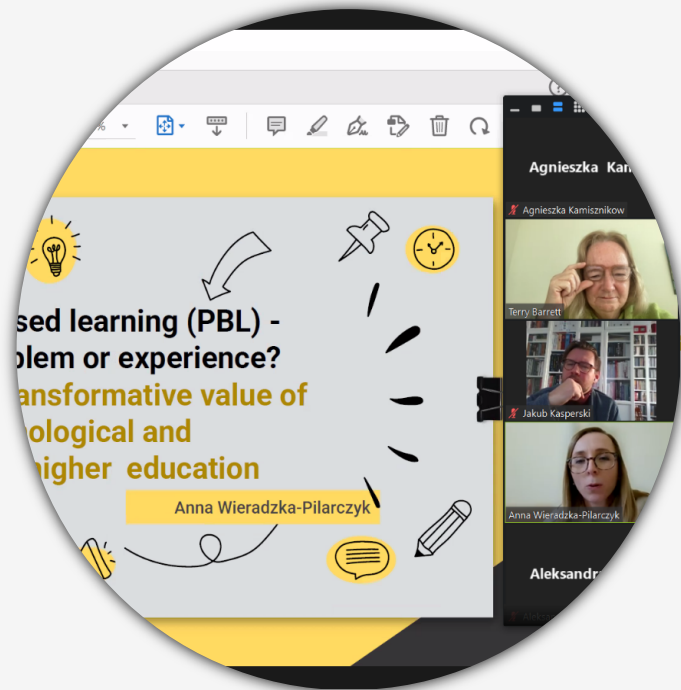 %
sed learning (PBL) -
blem or experience?
ansformative value of
ological and
higher education
Anna Wieradzka-Pilarczyk
Agnieszka Kam
Agnieszka Kamisznikow
Terry Barrett
Jakub Kasperski
Anna Wieradzka-Pilarczyk
Aleksandr